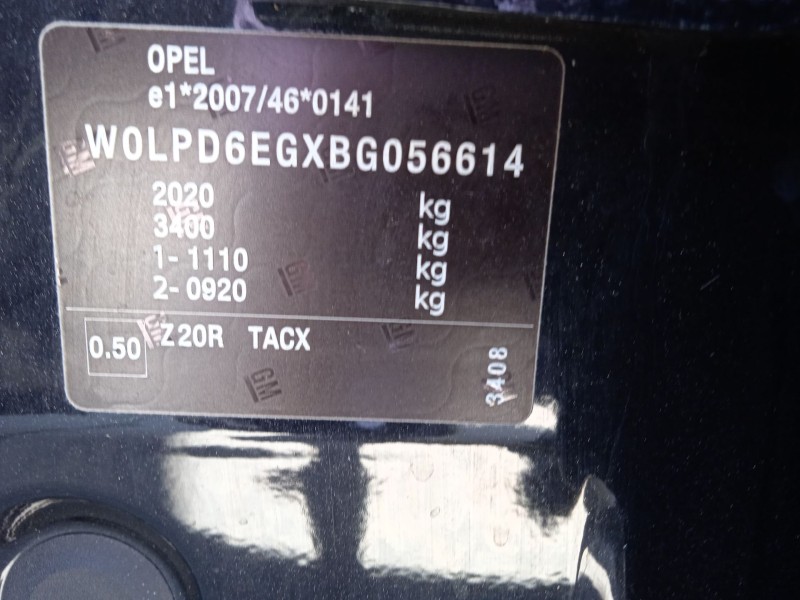 OPEL
e1*2007/46*0141
W0LPD6EGXBG056614
2020 kg
3400 kg
1- 1110 kg
2- 0920 kg
0.50 Z20R TACX
3408
GM